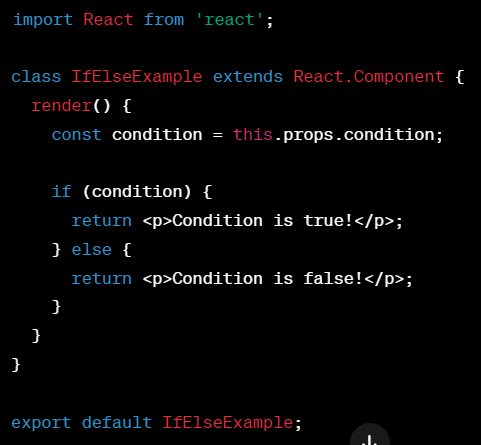 import React from 'react';
class IfElseExample extends React.Component {
  render() {
    const condition = this.props.condition;
    if (condition) {
      return <p>Condition is true!</p>;
    } else {
      return <p>Condition is false!</p>;
    }
  }
}
export default IfElseExample;